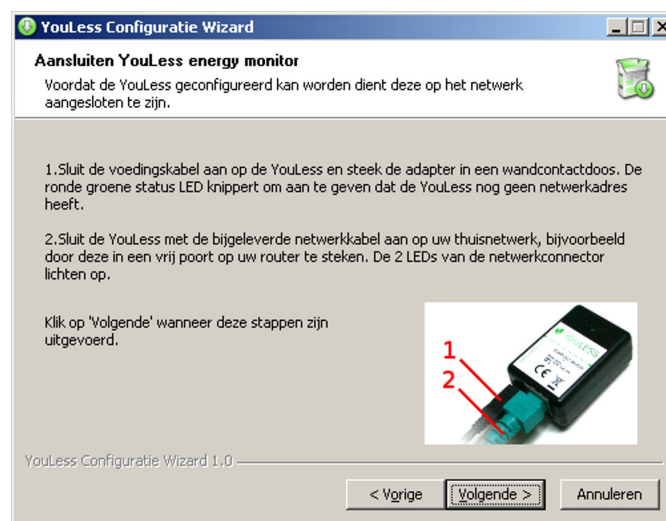 YouLess Configuratie Wizard
Aansluiten YouLess energy monitor
Voordat de YouLess geconfigureerd kan worden dient deze op het netwerk
aangesloten te zijn.
1.Sluit de voedingskabel aan op de YouLess en steek de adapter in een wandcontactdoos. De
ronde groene status LED knippert om aan te geven dat de YouLess nog geen netwerkadres
heeft.
2.Sluit de YouLess met de bijgeleverde netwerkkabel aan op uw thuisnetwerk, bijvoorbeeld
door deze in een vrij poort op uw router te steken. De 2 LEDs van de netwerkconnector
lichten op.
Klik op 'Volgende' wanneer deze stappen zijn
uitgevoerd.
YOULESS
1
2
CE
YouLess Configuratie Wizard 1.0
< Vorige
Volgende >
Annuleren